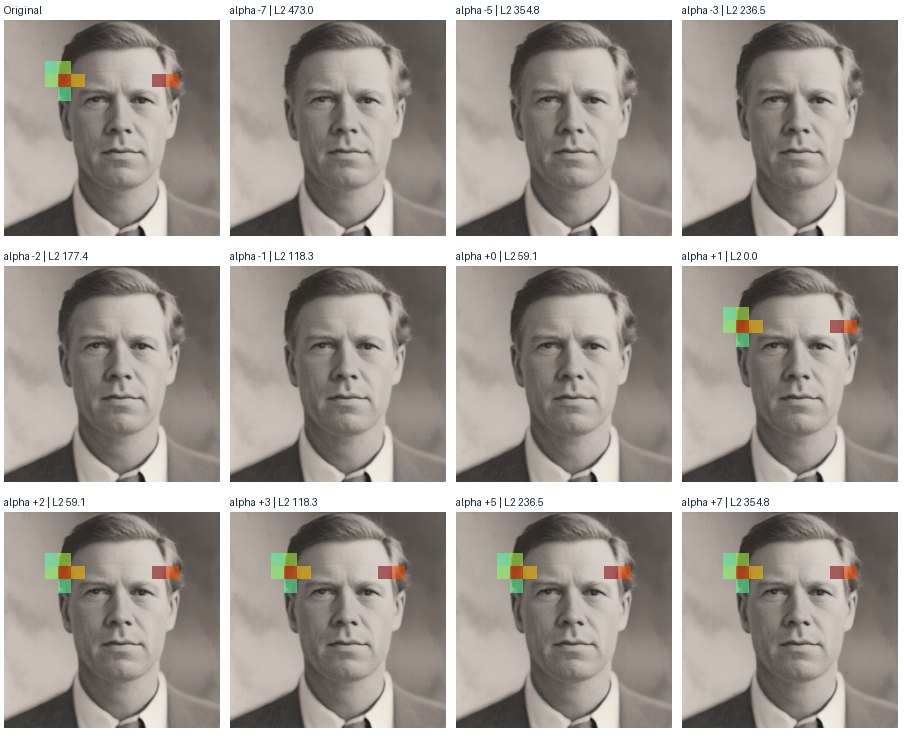 Original
alpha -7 | L2 473.0
alpha -5 | L2 354.8
alpha -3 | L2 236.5
alpha -2 | L2 177.4
alpha -1 | L2 118.3
alpha +0 | L2 59.1
alpha +1 | L2 0.0
alpha +2 | L2 59.1
alpha +3 | L2 118.3
alpha +5 | L2 236.5
alpha +7 | L2 354.8